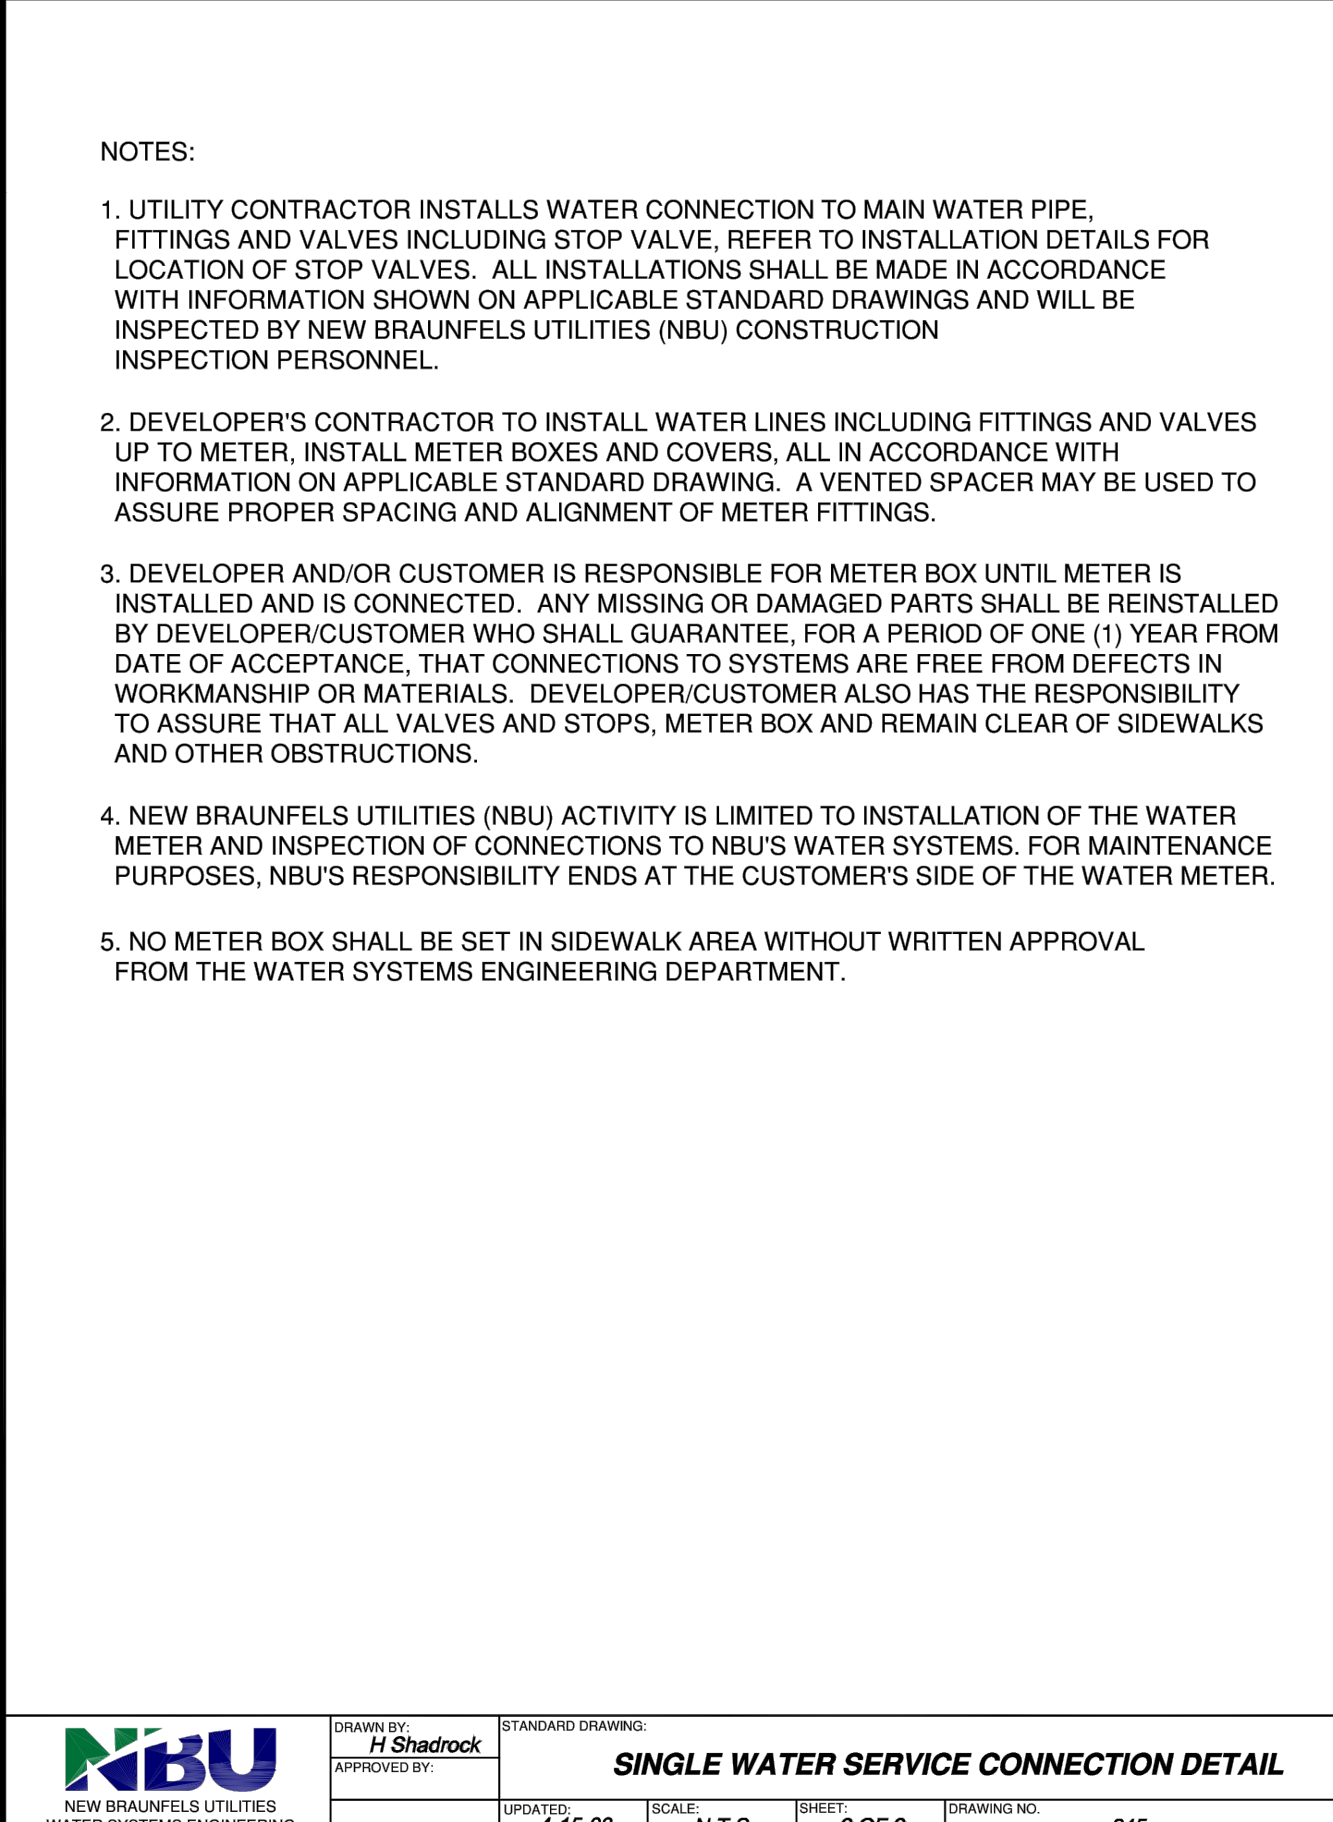 NOTES:
1. UTILITY CONTRACTOR INSTALLS WATER CONNECTION TO MAIN WATER PIPE,
FITTINGS AND VALVES INCLUDING STOP VALVE, REFER TO INSTALLATION DETAILS FOR
LOCATION OF STOP VALVES. ALL INSTALLATIONS SHALL BE MADE IN ACCORDANCE
WITH INFORMATION SHOWN ON APPLICABLE STANDARD DRAWINGS AND WILL BE
INSPECTED BY NEW BRAUNFELS UTILITIES (NBU) CONSTRUCTION
INSPECTION PERSONNEL.
2. DEVELOPER'S CONTRACTOR TO INSTALL WATER LINES INCLUDING FITTINGS AND VALVES
UP TO METER, INSTALL METER BOXES AND COVERS, ALL IN ACCORDANCE WITH
INFORMATION ON APPLICABLE STANDARD DRAWING. A VENTED SPACER MAY BE USED TO
ASSURE PROPER SPACING AND ALIGNMENT OF METER FITTINGS.
3. DEVELOPER AND/OR CUSTOMER IS RESPONSIBLE FOR METER BOX UNTIL METER IS
INSTALLED AND IS CONNECTED. ANY MISSING OR DAMAGED PARTS SHALL BE REINSTALLED
BY DEVELOPER/CUSTOMER WHO SHALL GUARANTEE, FOR A PERIOD OF ONE (1) YEAR FROM
DATE OF ACCEPTANCE, THAT CONNECTIONS TO SYSTEMS ARE FREE FROM DEFECTS IN
WORKMANSHIP OR MATERIALS. DEVELOPER/CUSTOMER ALSO HAS THE RESPONSIBILITY
TO ASSURE THAT ALL VALVES AND STOPS, METER BOX AND REMAIN CLEAR OF SIDEWALKS
AND OTHER OBSTRUCTIONS.
4. NEW BRAUNFELS UTILITIES (NBU) ACTIVITY IS LIMITED TO INSTALLATION OF THE WATER
METER AND INSPECTION OF CONNECTIONS TO NBU'S WATER SYSTEMS. FOR MAINTENANCE
PURPOSES, NBU'S RESPONSIBILITY ENDS AT THE CUSTOMER'S SIDE OF THE WATER METER.
5. NO METER BOX SHALL BE SET IN SIDEWALK AREA WITHOUT WRITTEN APPROVAL
FROM THE WATER SYSTEMS ENGINEERING DEPARTMENT.
NBU
NEW BRAUNFELS UTILITIES
WATER SYSTEMS ENGINEERING
DRAWN BY:
H Shadrock
APPROVED BY:
STANDARD DRAWING:
SINGLE WATER SERVICE CONNECTION DETAIL
UPDATED:
SCALE:
N.T.S.
SHEET:
DRAWING NO.